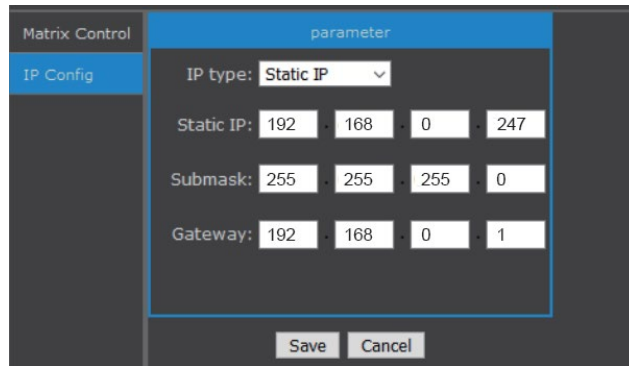 Matrix Control
IP Config
parameter
IP type: Static IP
Static IP: 192 . 168 . 0 . 247
Submask: 255 . 255 . 255 . 0
Gateway: 192 . 168 . 0 . 1
Save Cancel